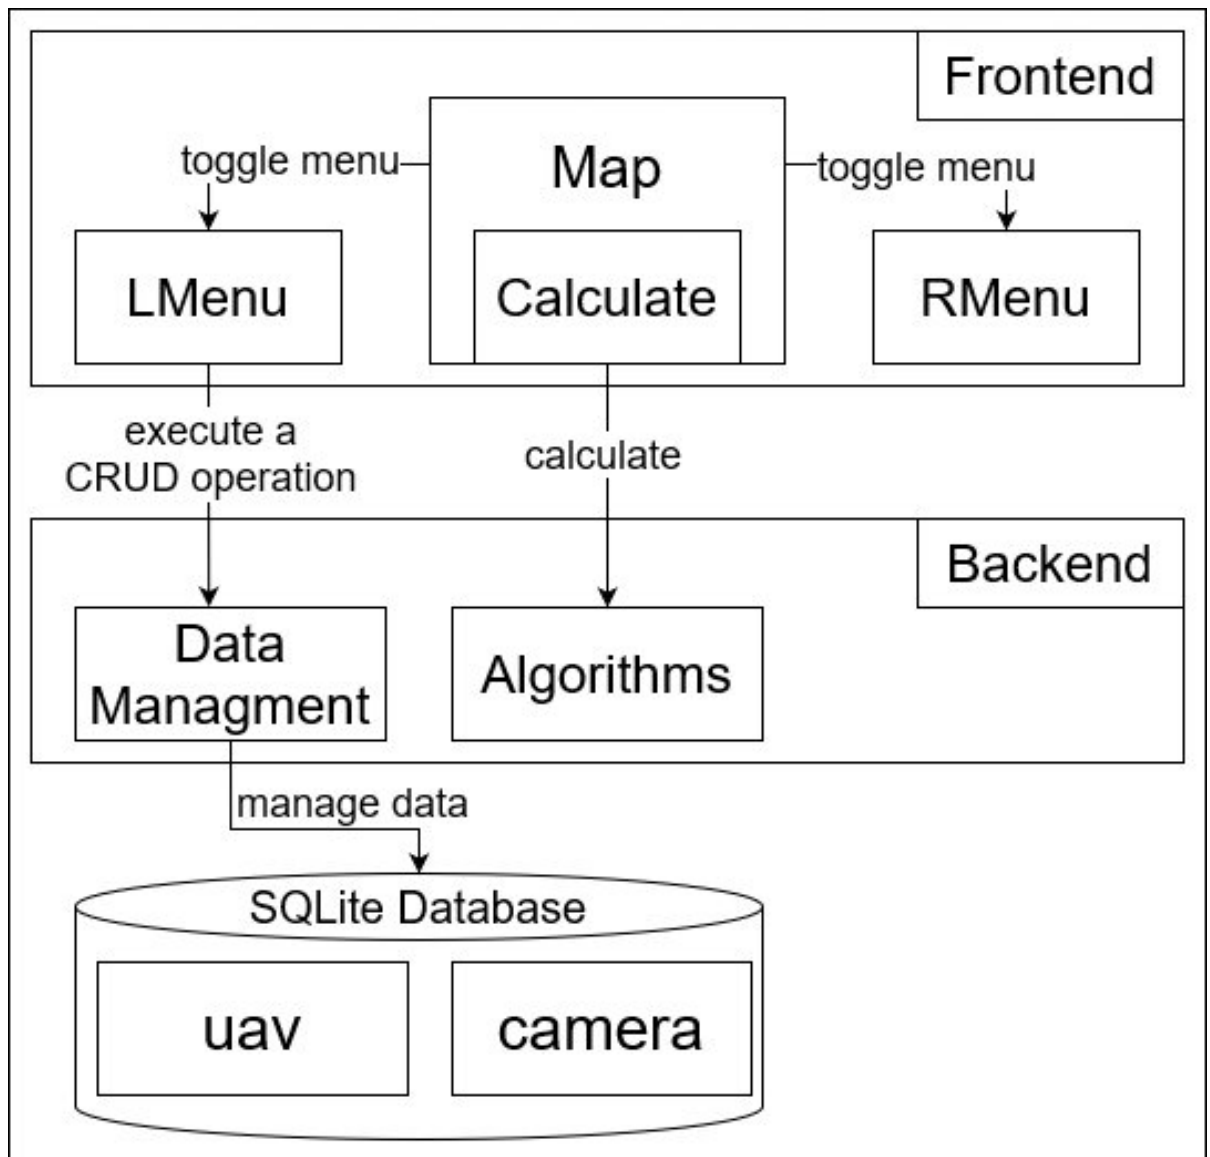 Frontend
Map
toggle menu
toggle menu
LMenu
Calculate
RMenu
execute a
CRUD operation
calculate
Backend
Data
Managment
Algorithms
manage data
SQLite Database
uav
camera